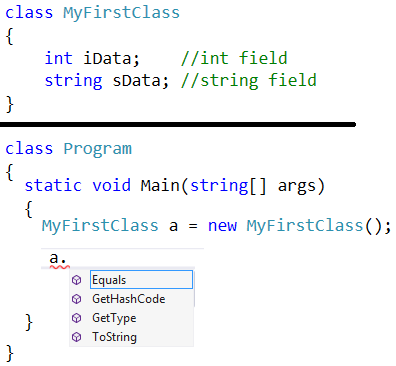 class MyFirstClass
{
int iData; //int field
string sData; //string field
}
class Program
{
static void Main(string[] args)
{
MyFirstClass a = new MyFirstClass();
a.
Equals
GetHashCode
GetType
ToString
}
}